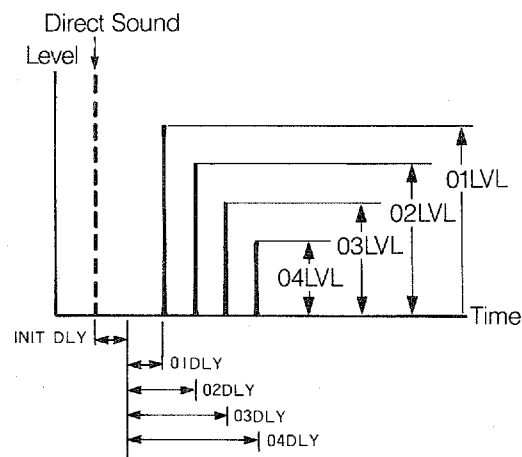 Direct Sound
Level
01LVL
02LVL
03LVL
04LVL
Time
INIT DLY
01DLY
02DLY
03DLY
04DLY